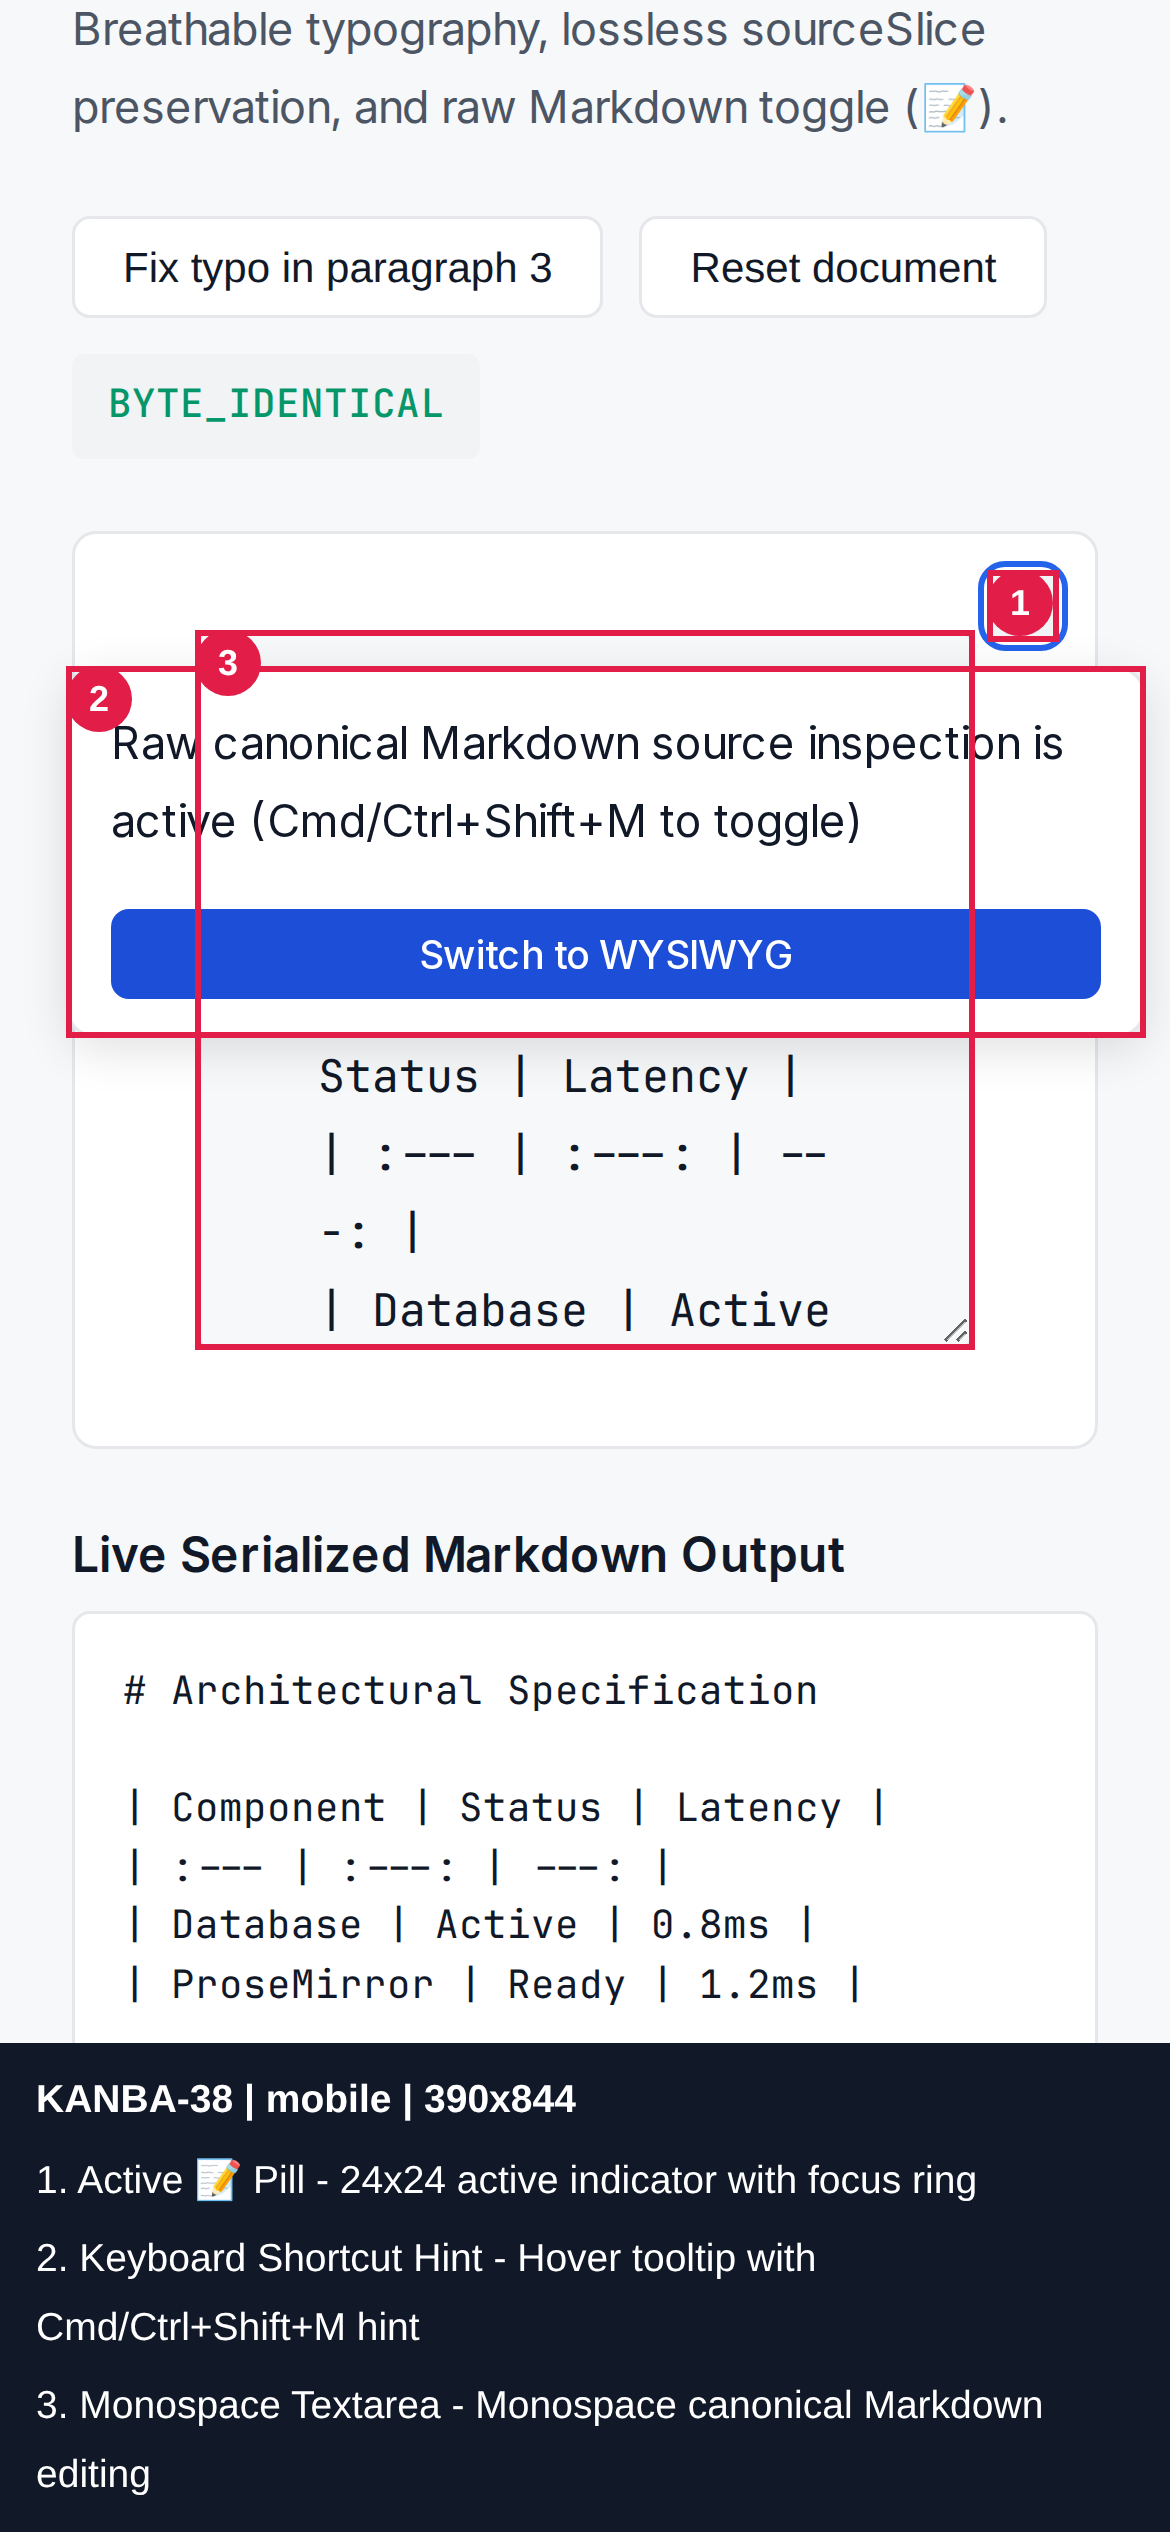 Breathable typography, lossless sourceSlice
preservation, and raw Markdown toggle (📝).
Fix typo in paragraph 3
Reset document
BYTE_IDENTICAL
1
3
2
Raw canonical Markdown source inspection is
active (Cmd/Ctrl+Shift+M to toggle)
Switch to WYSIWYG
Status | Latency |
| :--- | :---: | --
-: |
| Database | Active
Live Serialized Markdown Output
# Architectural Specification
| Component | Status | Latency |
| :--- | :---: | ---: |
| Database | Active | 0.8ms |
| ProseMirror | Ready | 1.2ms |
KANBA-38 | mobile | 390x844
1. Active 📝 Pill - 24x24 active indicator with focus ring
2. Keyboard Shortcut Hint - Hover tooltip with
Cmd/Ctrl+Shift+M hint
3. Monospace Textarea - Monospace canonical Markdown
editing